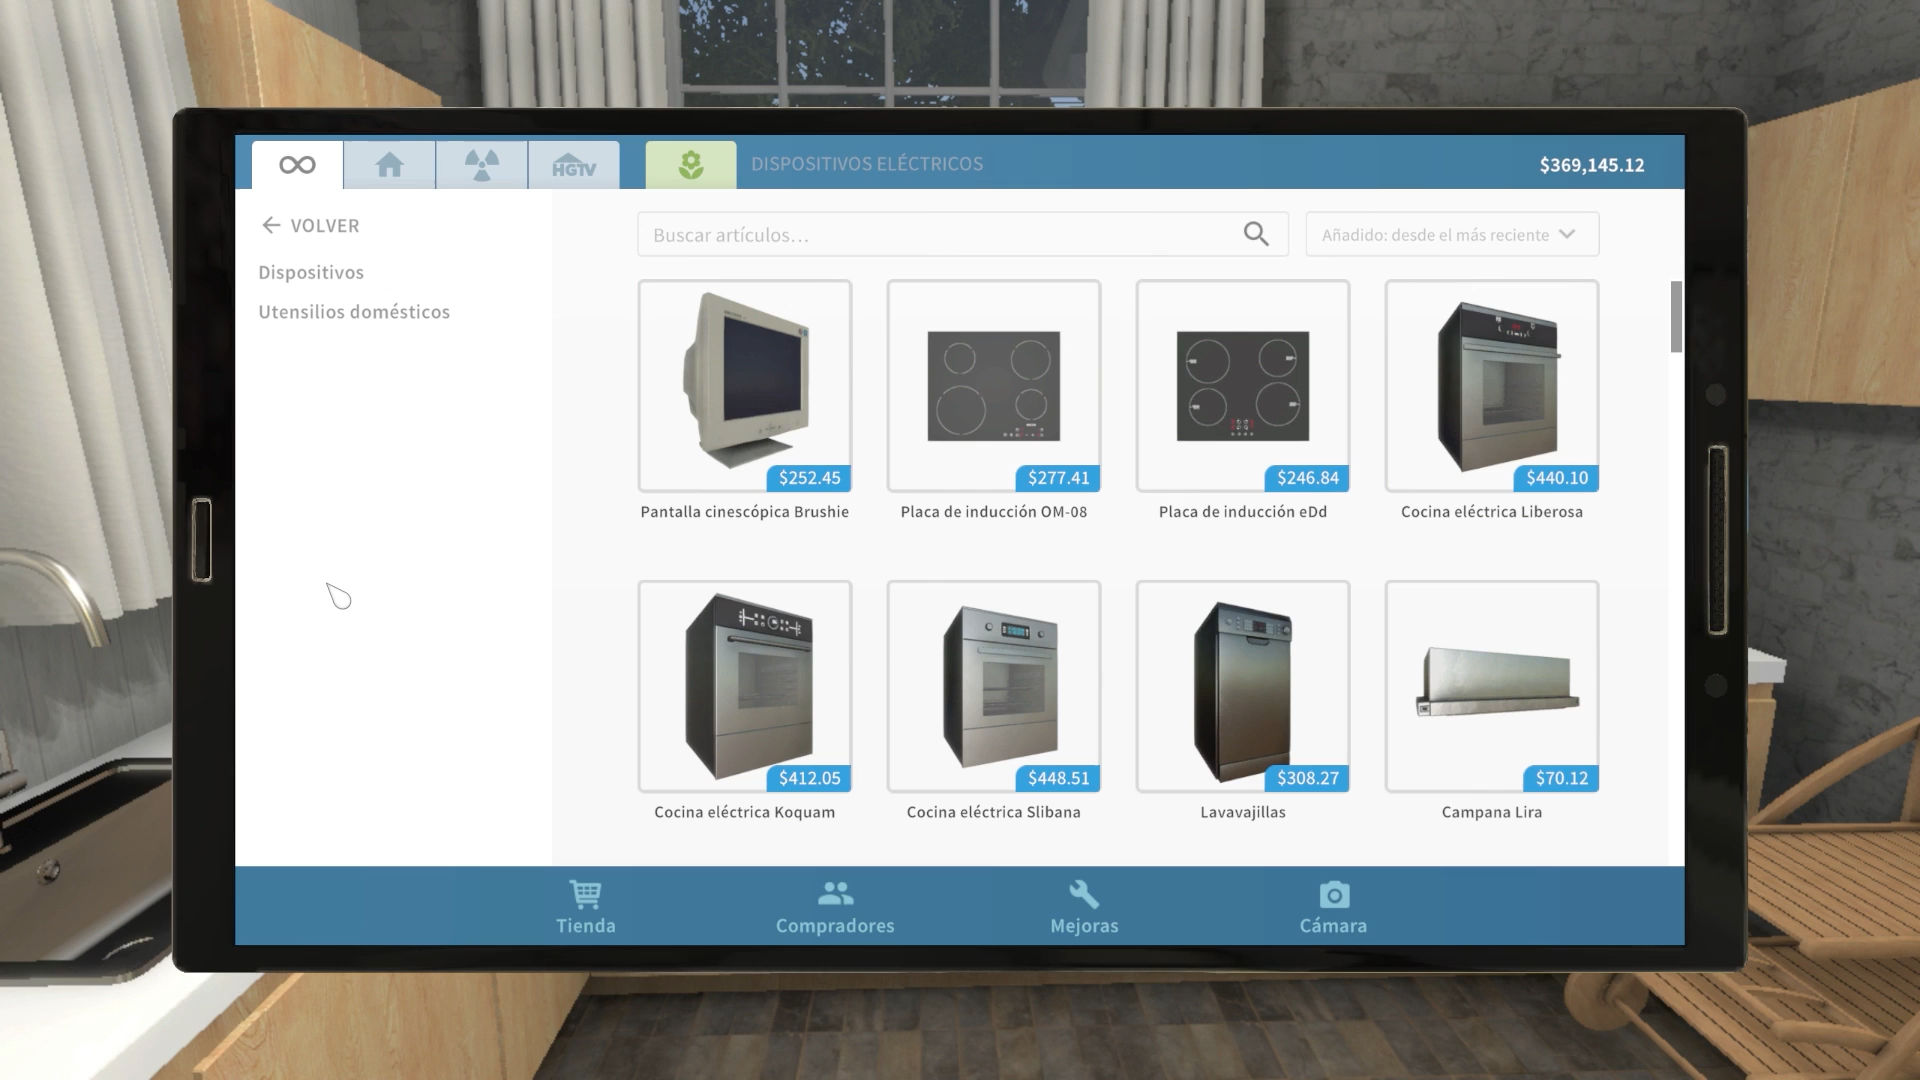 HGTV
DISPOSITIVOS ELÉCTRICOS
$369,145.12
VOLVER
Dispositivos
Utensilios domésticos
Buscar artículos...
Añadido: desde el más reciente
$252.45
$277.41
$246.84
$440.10
Pantalla cinescópica Brushie
Placa de inducción OM-08
Placa de inducción eDd
Cocina eléctrica Liberosa
$412.05
$448.51
$308.27
$70.12
Cocina eléctrica Koquam
Cocina eléctrica Slibana
Lavavajillas
Campana Lira
Tienda
Compradores
Mejoras
Cámara